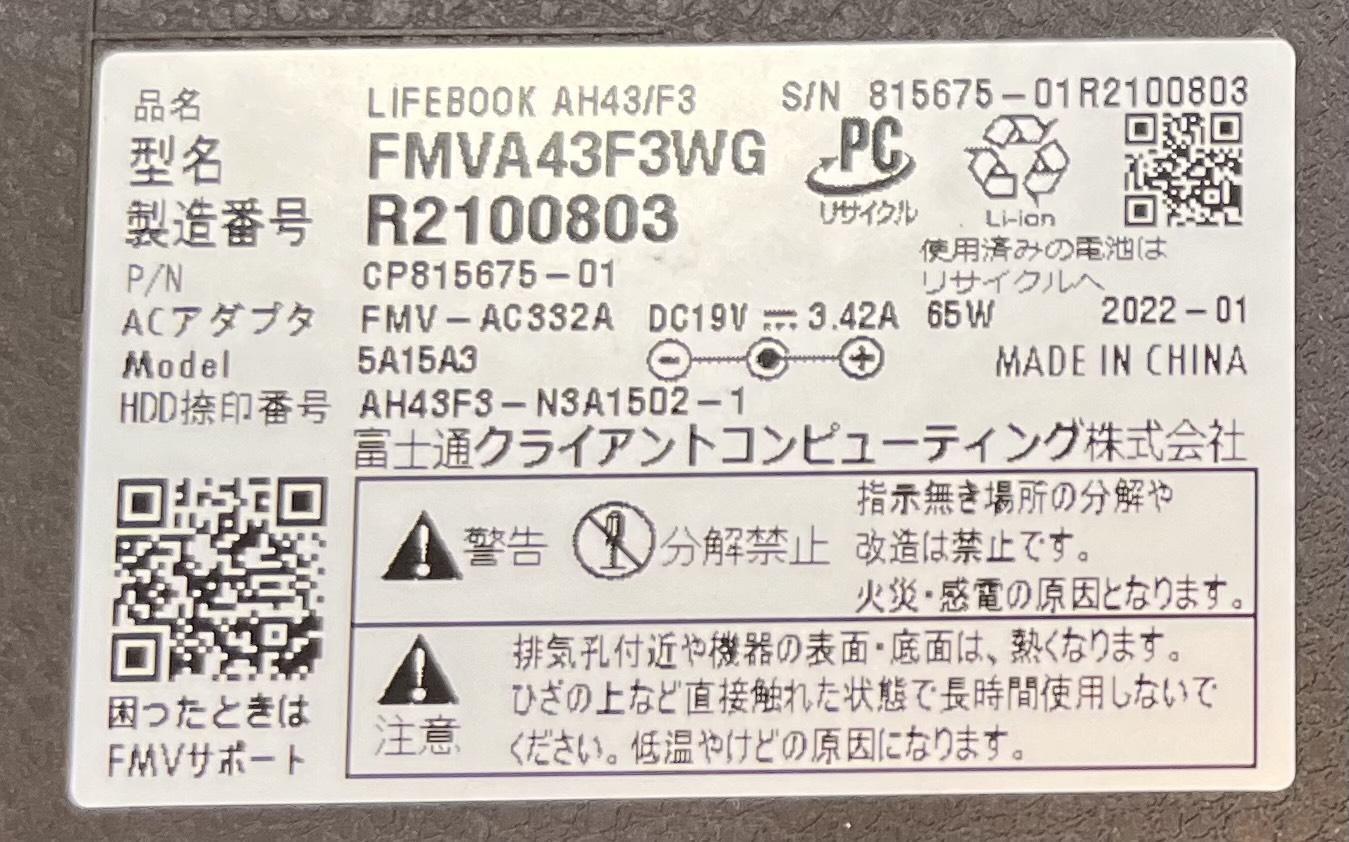 品名 LIFEBOOK AH43/F3 S/N 815675-01R2100803
型名 FMVA43F3WG
製造番号 R2100803
PC
リサイクル
Li-ion
使用済みの電池は
リサイクルへ
P/N CP815675-01
ACアダプタ FMV-AC332A DC19V 3.42A 65W 2022-01
Model 5A15A3 MADE IN CHINA
HDD捺印番号 AH43F3-N3A1502-1
富士通クライアントコンピューティング株式会社
警告 分解禁止
指示無き場所の分解や
改造は禁止です。
火災・感電の原因となります。
注意
排気孔付近や機器の表面・底面は、熱くなります。
ひざの上など直接触れた状態で長時間使用しないで
ください。低温やけどの原因になります。
困ったときは
FMVサポート